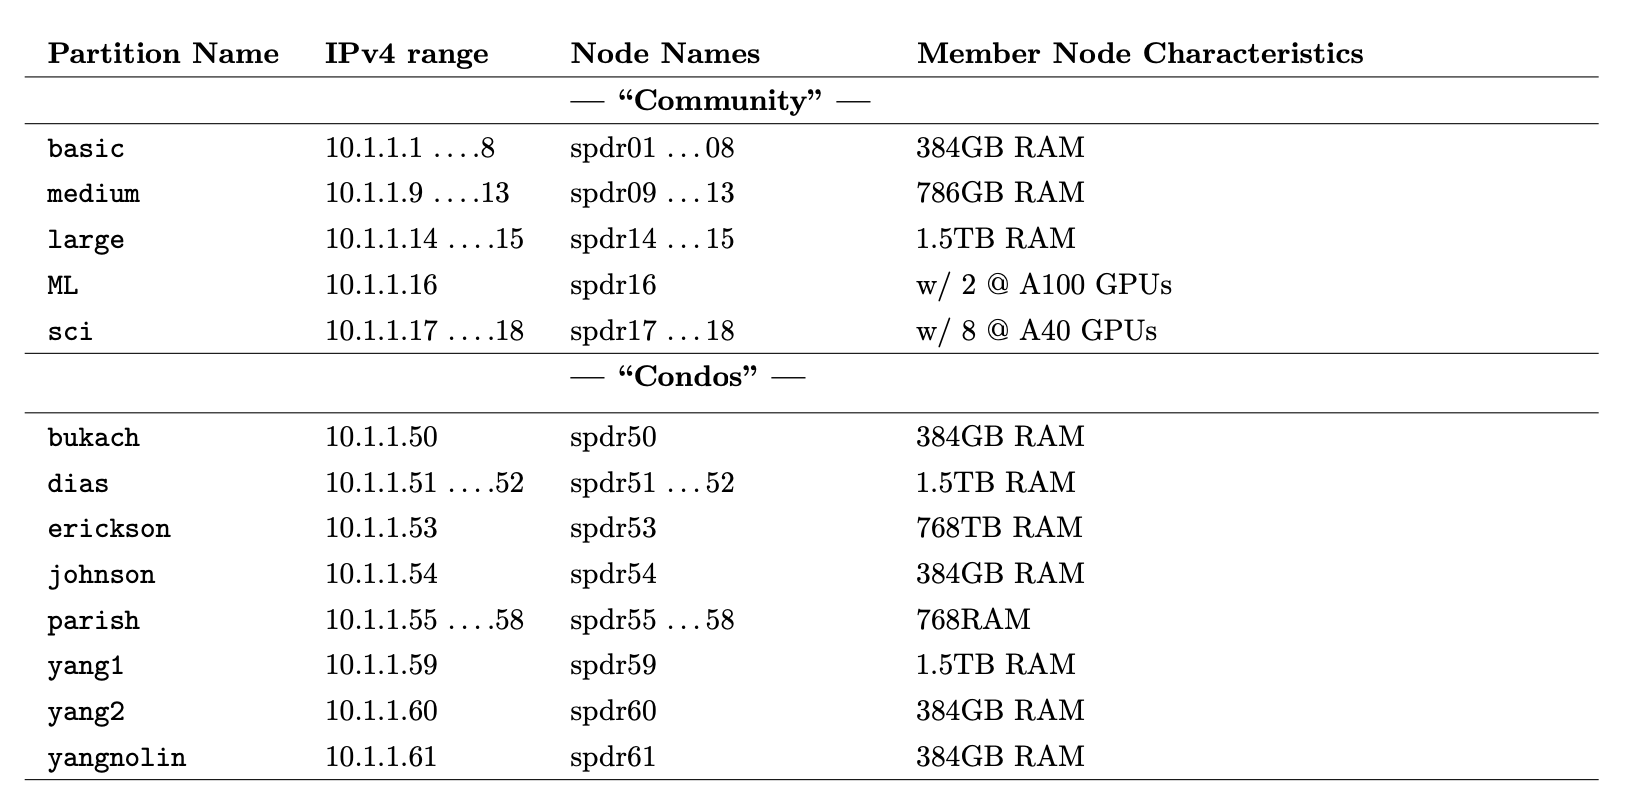 Partition Name IPv4 range Node Names Member Node Characteristics
— “Community” —
basic 10.1.1.1 ....8 spdr01 ...08 384GB RAM
medium 10.1.1.9 ....13 spdr09 ...13 786GB RAM
large 10.1.1.14 ....15 spdr14 ...15 1.5TB RAM
ML 10.1.1.16 spdr16 w/ 2 @ A100 GPUs
sci 10.1.1.17 ....18 spdr17 ...18 w/ 8 @ A40 GPUs
— “Condos” —
bukach 10.1.1.50 spdr50 384GB RAM
dias 10.1.1.51 ....52 spdr51 ...52 1.5TB RAM
erickson 10.1.1.53 spdr53 768TB RAM
johnson 10.1.1.54 spdr54 384GB RAM
parish 10.1.1.55 ....58 spdr55 ...58 768RAM
yang1 10.1.1.59 spdr59 1.5TB RAM
yang2 10.1.1.60 spdr60 384GB RAM
yangnolin 10.1.1.61 spdr61 384GB RAM